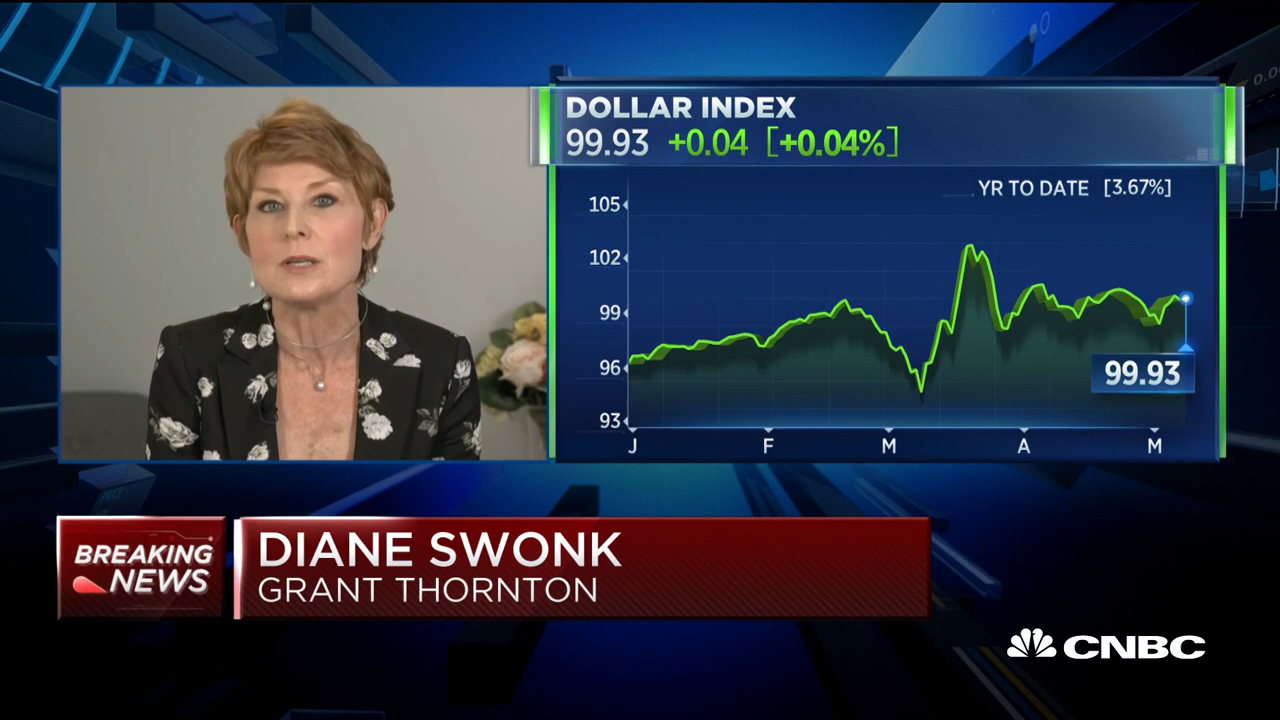 DOLLAR INDEX
99.93 +0.04 [+0.04%]
YR TO DATE [3.67%]
105
102
99
96
93
J F M A M
99.93
BREAKING
NEWS
DIANE SWONK
GRANT THORNTON
CNBC